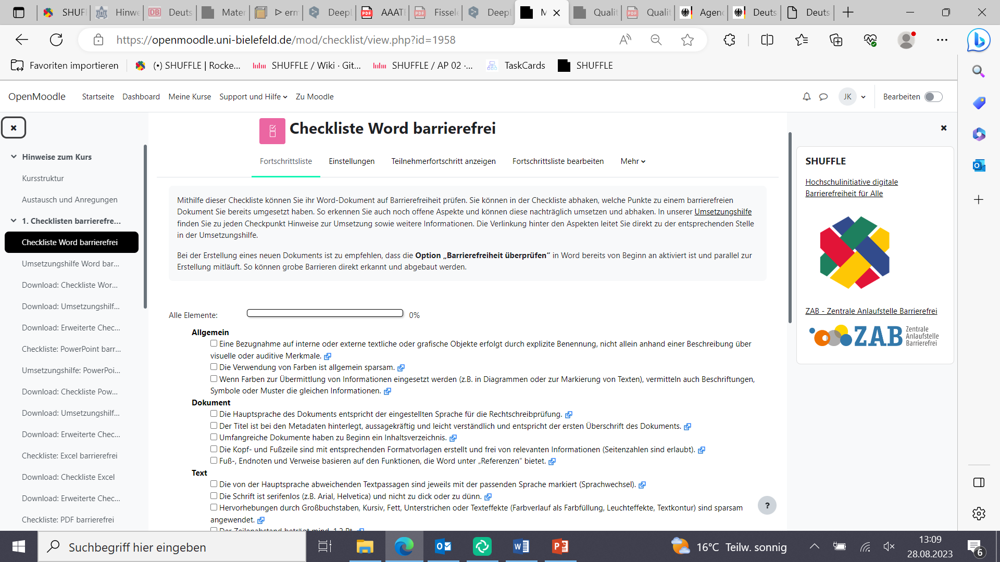 SHUFF
Hinwe
Deuts
Mater
ᐅ erm
DeepL
AAAT
Fissele
DeepL
M
Qualit
Qualit
Agen
Deuts
Deuts
https://openmoodle.uni-bielefeld.de/mod/checklist/view.php?id=1958
Favoriten importieren
(•) SHUFFLE | Rocke...
SHUFFLE / Wiki · Git...
SHUFFLE / AP 02 ·...
TaskCards
SHUFFLE
OpenMoodle
Startseite
Dashboard
Meine Kurse
Support und Hilfe
Zu Moodle
JK
Bearbeiten
Hinweise zum Kurs
Kursstruktur
Austausch und Anregungen
1. Checklisten barrierefre...
Checkliste Word barrierefrei
Umsetzungshilfe Word bar...
Download: Checkliste Wor...
Download: Umsetzungshilf...
Download: Erweiterte Chec...
Checkliste: PowerPoint barr...
Umsetzungshilfe: PowerPoi...
Download: Checkliste Pow...
Download: Umsetzungshilf...
Download: Erweiterte Chec...
Checkliste: Excel barrierefrei
Download: Checkliste Excel
Download: Erweiterte Chec...
Checkliste: PDF barrierefrei
Checkliste Word barrierefrei
Fortschrittsliste
Einstellungen
Teilnehmerfortschritt anzeigen
Fortschrittsliste bearbeiten
Mehr
Mithilfe dieser Checkliste können Sie ihr Word-Dokument auf Barrierefreiheit prüfen. Sie können in der Checkliste abhaken, welche Punkte zu einem barrierefreien
Dokument Sie bereits umgesetzt haben. So erkennen Sie auch noch offene Aspekte und können diese nachträglich umsetzen und abhaken. In unserer Umsetzungshilfe
finden Sie zu jeden Checkpunkt Hinweise zur Umsetzung sowie weitere Informationen. Die Verlinkung hinter den Aspekten leitet Sie direkt zu der entsprechenden Stelle
in der Umsetzungshilfe.
Bei der Erstellung eines neuen Dokuments ist zu empfehlen, dass die Option „Barrierefreiheit überprüfen“ in Word bereits von Beginn an aktiviert ist und parallel zur
Erstellung mitläuft. So können grobe Barrieren direkt erkannt und abgebaut werden.
Alle Elemente:
0%
Allgemein
Eine Bezugnahme auf interne oder externe textliche oder grafische Objekte erfolgt durch explizite Benennung, nicht allein anhand einer Beschreibung über
visuelle oder auditive Merkmale.
Die Verwendung von Farben ist allgemein sparsam.
Wenn Farben zur Übermittlung von Informationen eingesetzt werden (z.B. in Diagrammen oder zur Markierung von Texten), vermitteln auch Beschriftungen,
Symbole oder Muster die gleichen Informationen.
Dokument
Die Hauptsprache des Dokuments entspricht der eingestellten Sprache für die Rechtschreibprüfung.
Der Titel ist bei den Metadaten hinterlegt, aussagekräftig und leicht verständlich und entspricht der ersten Überschrift des Dokuments.
Umfangreiche Dokumente haben zu Beginn ein Inhaltsverzeichnis.
Die Kopf- und Fußzeile sind mit entsprechenden Formatvorlagen erstellt und frei von relevanten Informationen (Seitenzahlen sind erlaubt).
Fuß-, Endnoten und Verweise basieren auf den Funktionen, die Word unter „Referenzen“ bietet.
Text
Die von der Hauptsprache abweichenden Textpassagen sind jeweils mit der passenden Sprache markiert (Sprachwechsel).
Die Schrift ist serifenlos (z.B. Arial, Helvetica) und nicht zu dick oder zu dünn.
Hervorhebungen durch Großbuchstaben, Kursiv, Fett, Unterstrichen oder Texteffekte (Farbverlauf als Farbfüllung, Leuchteffekte, Textkontur) sind sparsam
angewendet.
Der Zeilenabstand beträgt mind. 1,2 Pt.
?
SHUFFLE
Hochschulinitiative digitale
Barrierefreiheit für Alle
ZAB - Zentrale Anlaufstelle Barrierefrei
ZAB
Zentrale
Anlaufstelle
Barrierefrei
Suchbegriff hier eingeben
16°C Teilw. sonnig
13:09
28.08.2023
6